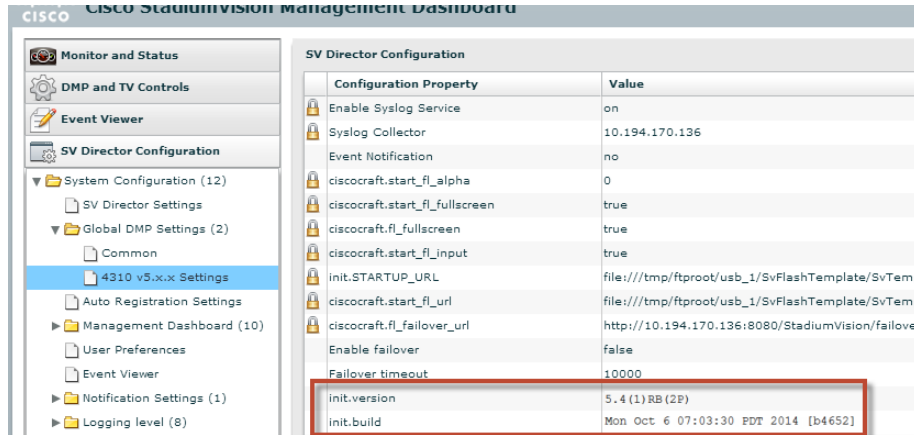 CISCO Cisco StadiumVision Management Dashboard
Monitor and Status
DMP and TV Controls
Event Viewer
SV Director Configuration
System Configuration (12)
SV Director Settings
Global DMP Settings (2)
Common
4310 v5.x.x Settings
Auto Registration Settings
Management Dashboard (10)
User Preferences
Event Viewer
Notification Settings (1)
Logging level (8)
SV Director Configuration
Configuration Property Value
Enable Syslog Service on
Syslog Collector 10.194.170.136
Event Notification no
ciscocraft.start_fl_alpha 0
ciscocraft.start_fl_fullscreen true
ciscocraft.fl_fullscreen true
ciscocraft.start_fl_input true
init.STARTUP_URL file:///tmp/ftproot/usb_1/SvFlashTemplate/SvTem
ciscocraft.start_fl_url file:///tmp/ftproot/usb_1/SvFlashTemplate/SvTem
ciscocraft.fl_failover_url http://10.194.170.136:8080/StadiumVision/failove
Enable failover false
Failover timeout 10000
init.version 5.4(1)RB(2P)
init.build Mon Oct 6 07:03:30 PDT 2014 [b4652]